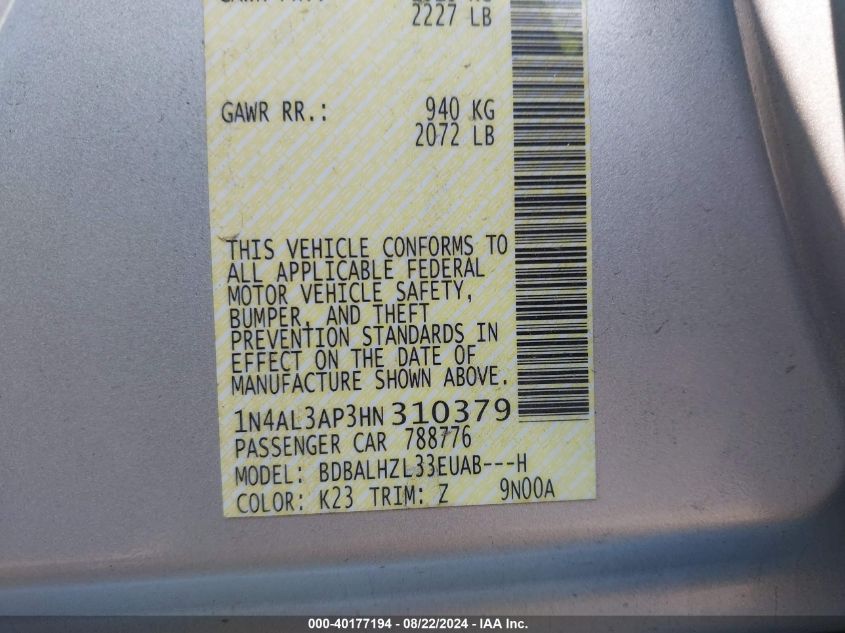 2227 LB
GAWR RR.: 940 KG
2072 LB
THIS VEHICLE CONFORMS TO
ALL APPLICABLE FEDERAL
MOTOR VEHICLE SAFETY,
BUMPER, AND THEFT
PREVENTION STANDARDS IN
EFFECT ON THE DATE OF
MANUFACTURE SHOWN ABOVE.
1N4AL3AP3HN310379
PASSENGER CAR 788776
MODEL: BDBALHZL33EUAB---H
COLOR: K23 TRIM: Z 9N00A
000-40177194 - 08/22/2024 - IAA Inc.